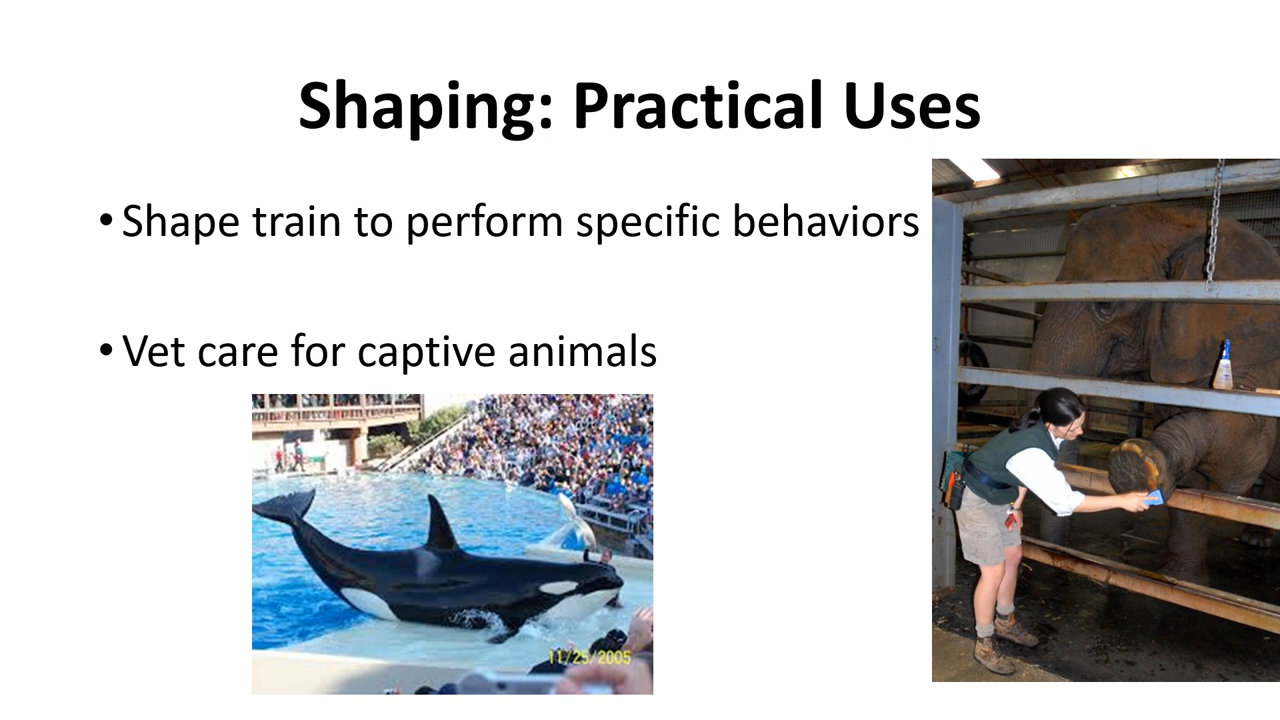 Shaping: Practical Uses
• Shape train to perform specific behaviors
• Vet care for captive animals
11/25/2005